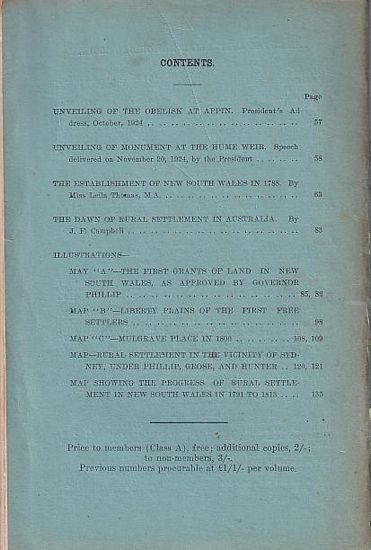 CONTENTS.
Page
UNVEILING OF THE OBELISK AT APPIN. President's Ad-
dress, October, 1924 .. .. .. .. .. .. .. .. .. .. .. 57
UNVEILING OF MONUMENT AT THE HUME WEIR. Speech
delivered on November 20, 1924, by the President .. .. .. 58
THE ESTABLISHMENT OF NEW SOUTH WALES IN 1788. By
Miss Leila Thomas, M.A. .. .. .. .. .. .. .. .. .. .. 63
THE DAWN OF RURAL SETTLEMENT IN AUSTRALIA. By
J. F. Campbell .. .. .. .. .. .. .. .. .. .. .. .. 83
ILLUSTRATIONS—
MAY "A"—THE FIRST GRANTS OF LAND IN NEW
SOUTH WALES, AS APPROVED BY GOVERNOR
PHILLIP .. .. .. .. .. .. .. .. .. .. .. 85, 86
MAP "B"—LIBERTY PLAINS OF THE FIRST FREE
SETTLERS .. .. .. .. .. .. .. .. .. .. .. 98
MAP "C"—MULGRAVE PLACE IN 1800 .. .. .. .. 108, 109
MAP—RURAL SETTLEMENT IN THE VICINITY OF SYD-
NEY, UNDER PHILLIP, GROSE, AND HUNTER .. 120, 121
MAP SHOWING THE PROGRESS OF RURAL SETTLE-
MENT IN NEW SOUTH WALES IN 1791 TO 1813 .. .. 135
Price to members (Class A), free; additional copies, 2/-;
to non-members, 3/-.
Previous numbers procurable at £1/1/- per volume.